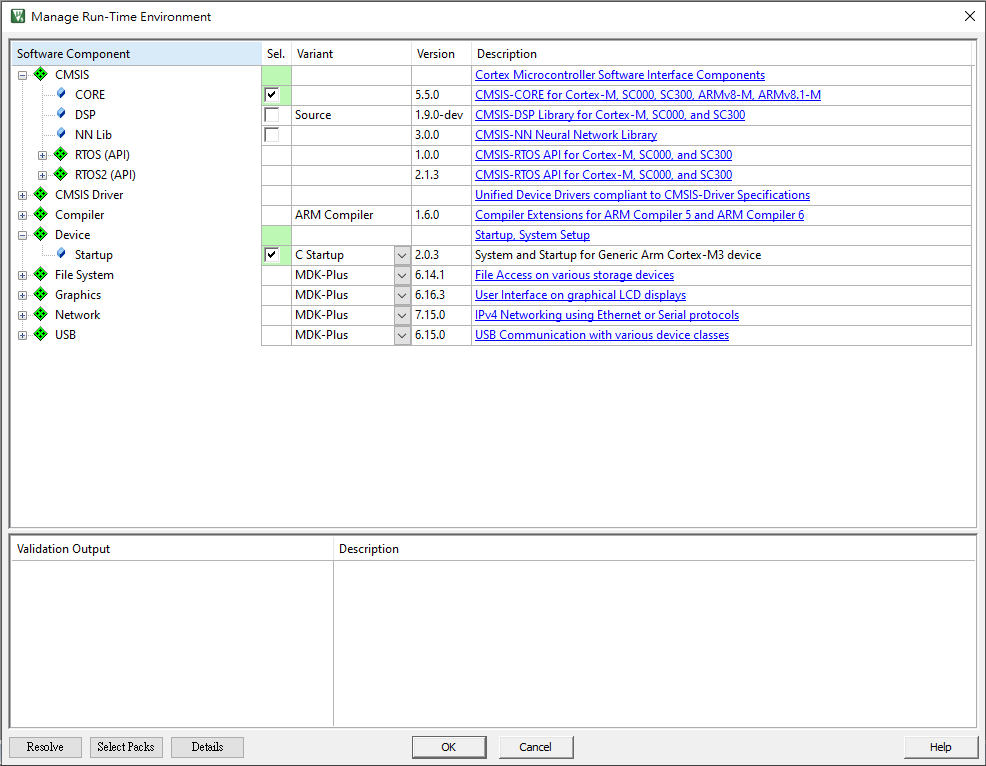 Manage Run-Time Environment
Software Component Sel. Variant Version Description
CMSIS Cortex Microcontroller Software Interface Components
CORE 5.5.0 CMSIS-CORE for Cortex-M, SC000, SC300, ARMv8-M, ARMv8.1-M
DSP Source 1.9.0-dev CMSIS-DSP Library for Cortex-M, SC000, and SC300
NN Lib 3.0.0 CMSIS-NN Neural Network Library
RTOS (API) 1.0.0 CMSIS-RTOS API for Cortex-M, SC000, and SC300
RTOS2 (API) 2.1.3 CMSIS-RTOS API for Cortex-M, SC000, and SC300
CMSIS Driver Unified Device Drivers compliant to CMSIS-Driver Specifications
Compiler ARM Compiler 1.6.0 Compiler Extensions for ARM Compiler 5 and ARM Compiler 6
Device Startup, System Setup
Startup C Startup 2.0.3 System and Startup for Generic Arm Cortex-M3 device
File System MDK-Plus 6.14.1 File Access on various storage devices
Graphics MDK-Plus 6.16.3 User Interface on graphical LCD displays
Network MDK-Plus 7.15.0 IPv4 Networking using Ethernet or Serial protocols
USB MDK-Plus 6.15.0 USB Communication with various device classes
Validation Output Description
Resolve Select Packs Details OK Cancel Help